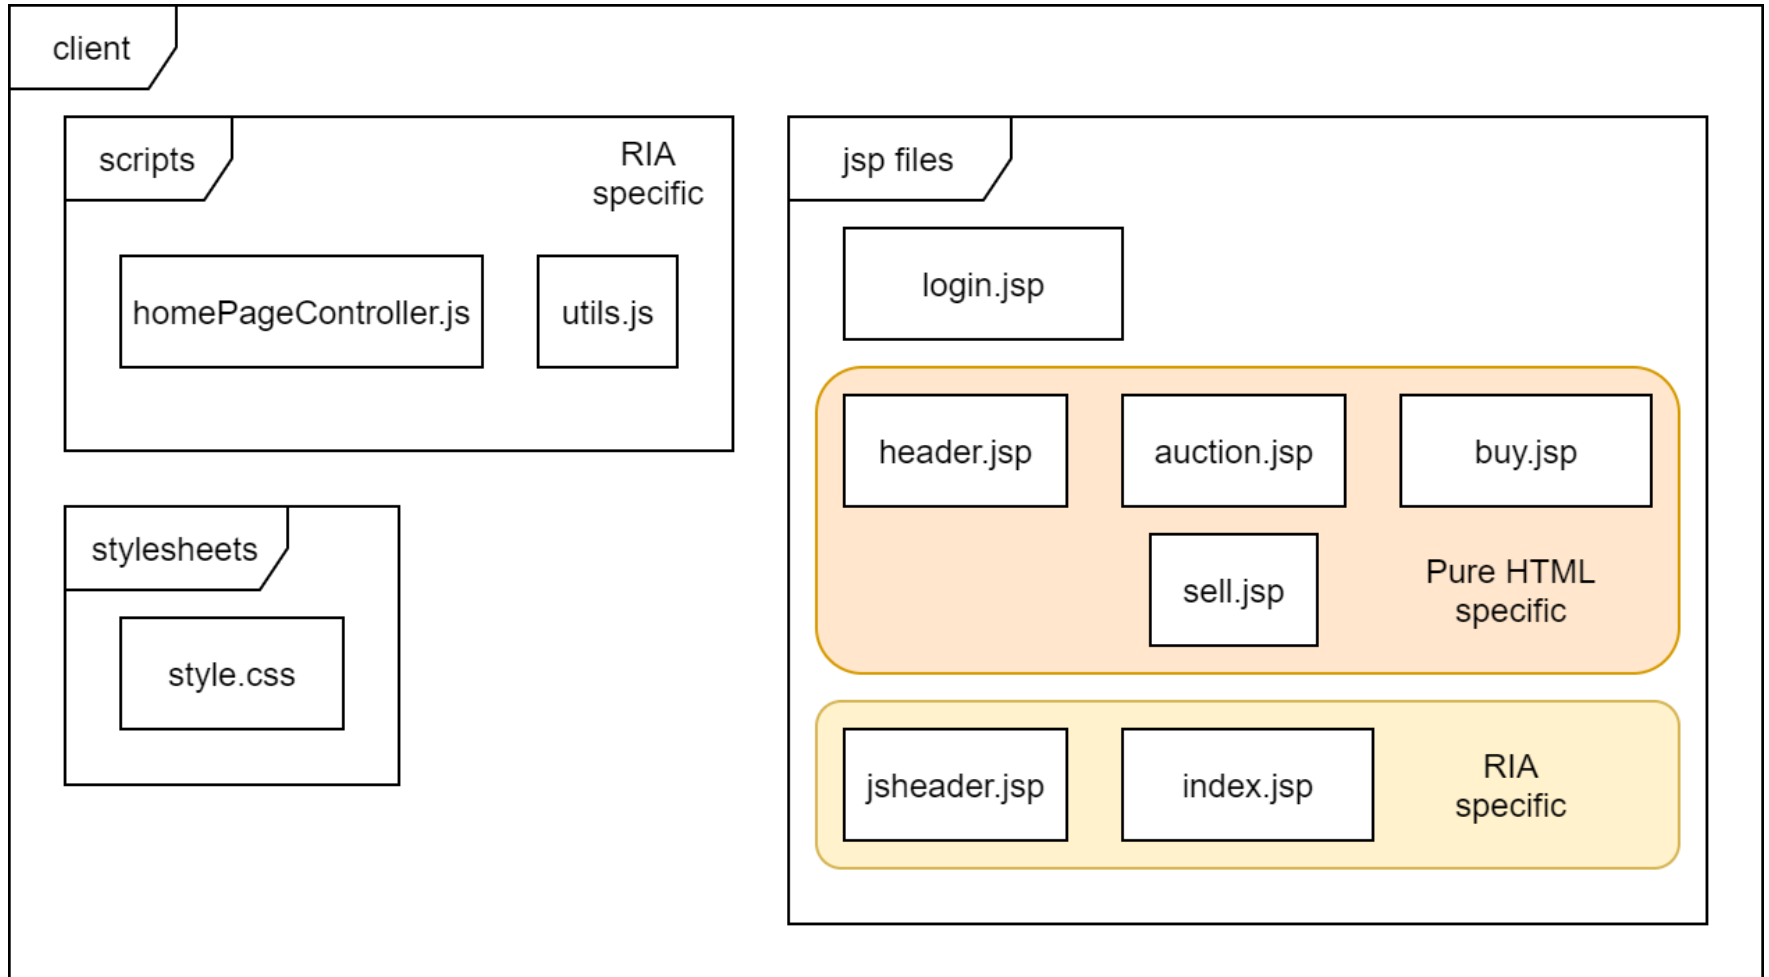 client
scripts
RIA
specific
homePageController.js
utils.js
stylesheets
style.css
jsp files
login.jsp
header.jsp
auction.jsp
buy.jsp
sell.jsp
Pure HTML
specific
jsheader.jsp
index.jsp
RIA
specific